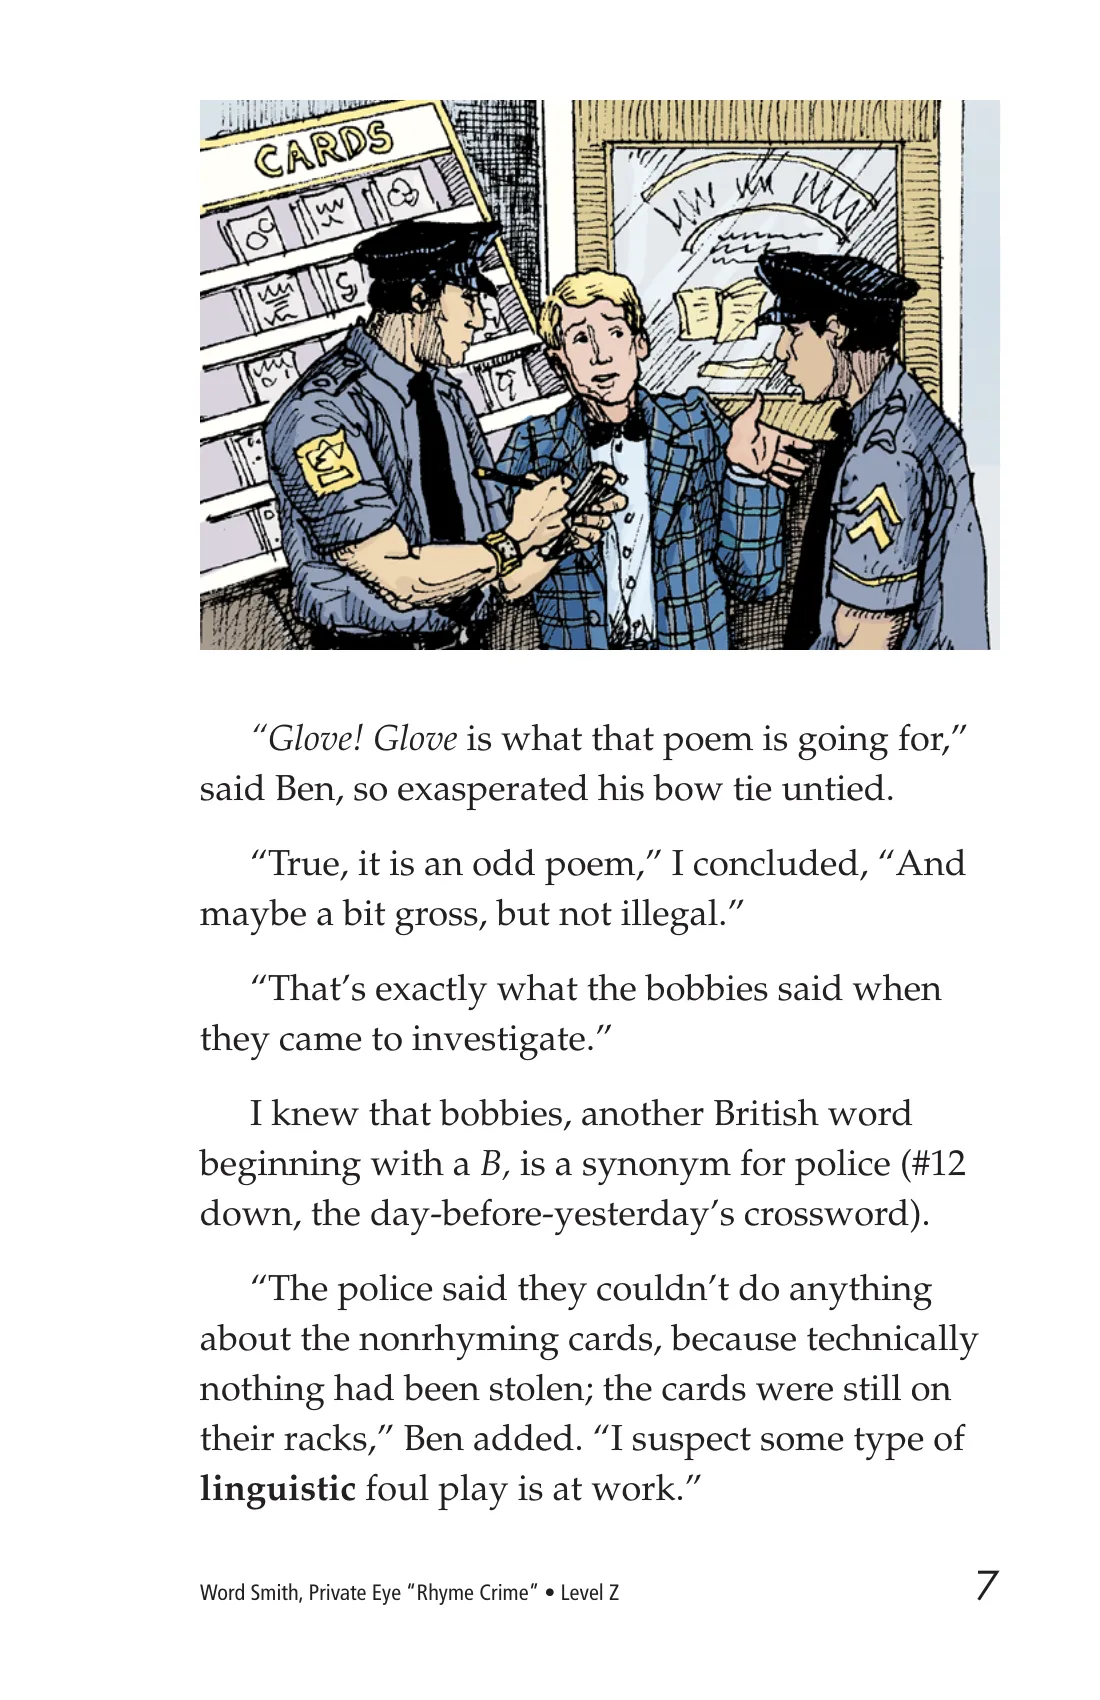 CARDS
“Glove! Glove is what that poem is going for,”
said Ben, so exasperated his bow tie untied.
“True, it is an odd poem,” I concluded, “And
maybe a bit gross, but not illegal.”
“That’s exactly what the bobbies said when
they came to investigate.”
I knew that bobbies, another British word
beginning with a B, is a synonym for police (#12
down, the day-before-yesterday’s crossword).
“The police said they couldn’t do anything
about the nonrhyming cards, because technically
nothing had been stolen; the cards were still on
their racks,” Ben added. “I suspect some type of
linguistic foul play is at work.”
Word Smith, Private Eye “Rhyme Crime” • Level Z
7